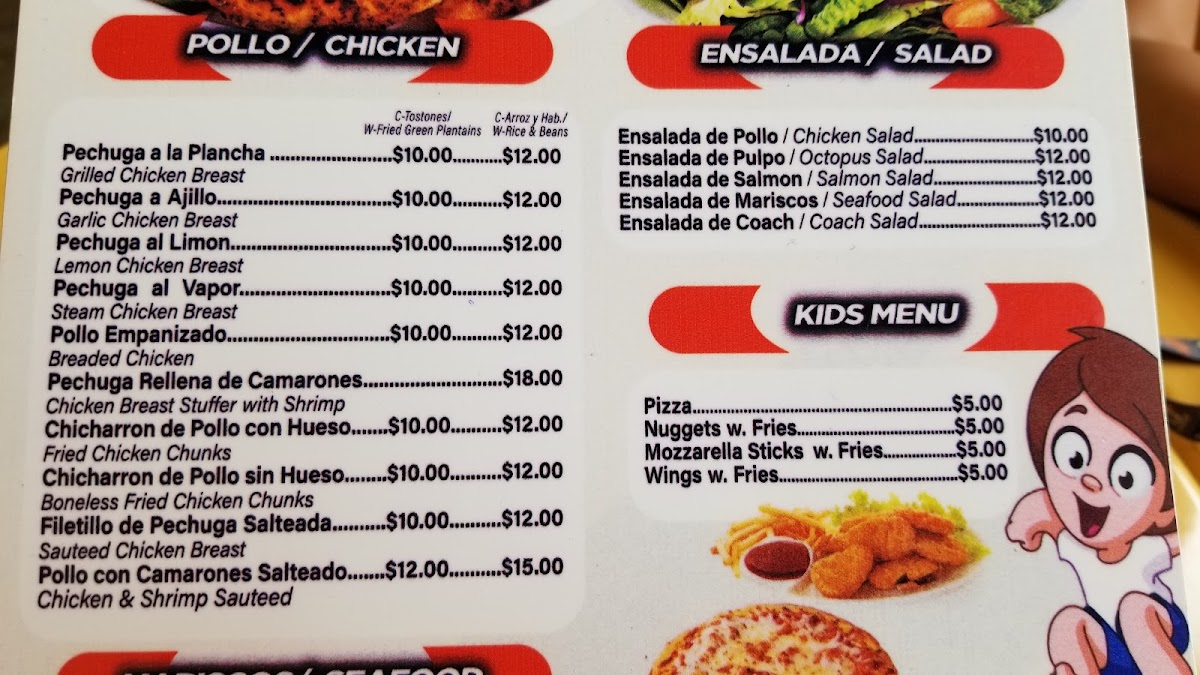 POLLO / CHICKEN
C-Tostones/ C-Arroz y Hab./
W-Fried Green Plantains W-Rice & Beans
Pechuga a la Plancha ............................$10.00..........$12.00
Grilled Chicken Breast
Pechuga a Ajillo........................................$10.00..........$12.00
Garlic Chicken Breast
Pechuga al Limon.....................................$10.00..........$12.00
Lemon Chicken Breast
Pechuga al Vapor...................................$10.00..........$12.00
Steam Chicken Breast
Pollo Empanizado.....................................$10.00..........$12.00
Breaded Chicken
Pechuga Rellena de Camarones................................$18.00
Chicken Breast Stuffer with Shrimp
Chicharron de Pollo con Hueso.......$10.00..........$12.00
Fried Chicken Chunks
Chicharron de Pollo sin Hueso........$10.00..........$12.00
Boneless Fried Chicken Chunks
Filetillo de Pechuga Salteada..........$10.00..........$12.00
Sauteed Chicken Breast
Pollo con Camarones Salteado.......$12.00..........$15.00
Chicken & Shrimp Sauteed
ENSALADA / SALAD
Ensalada de Pollo / Chicken Salad............................$10.00
Ensalada de Pulpo / Octopus Salad..........................$12.00
Ensalada de Salmon / Salmon Salad........................$12.00
Ensalada de Mariscos / Seafood Salad...................$12.00
Ensalada de Coach / Coach Salad............................$12.00
KIDS MENU
Pizza.............................................................$5.00
Nuggets w. Fries.....................................$5.00
Mozzarella Sticks w. Fries.................$5.00
Wings w. Fries..........................................$5.00
MARISCOS / SEAFOOD